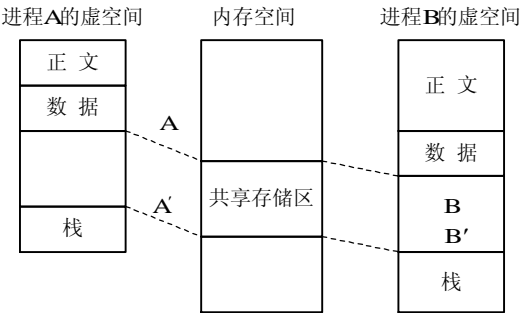 进程A的虚空间 内存空间 进程B的虚空间
正 文
数 据
栈
A
A′
共享存储区
正 文
数 据
B
B′
栈